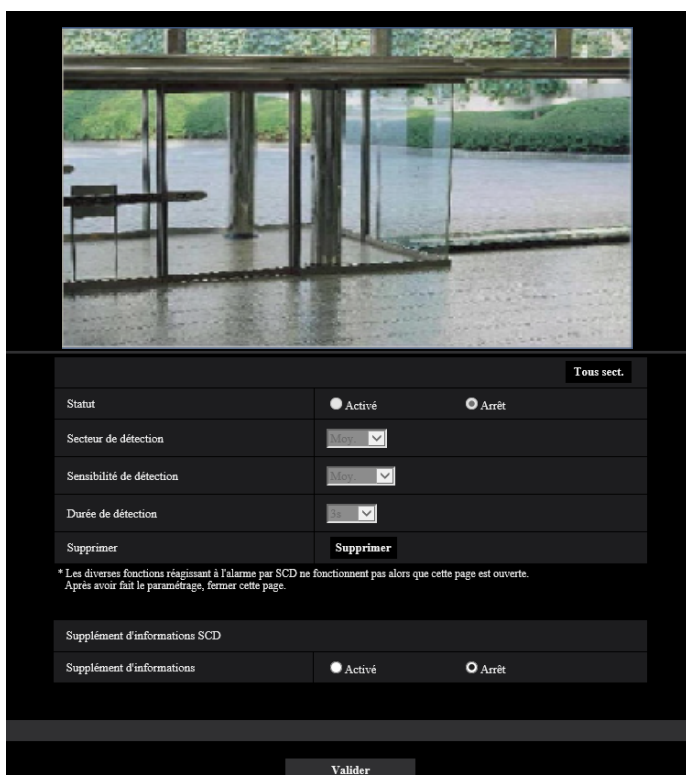 Tous sect.
Statut Activé Arrêt
Secteur de détection Moy.
Sensibilité de détection Moy.
Durée de détection 3s
Supprimer Supprimer
* Les diverses fonctions réagissant à l'alarme par SCD ne fonctionnent pas alors que cette page est ouverte.
Après avoir fait le paramétrage, fermer cette page.
Supplément d'informations SCD
Supplément d'informations Activé Arrêt
Valider